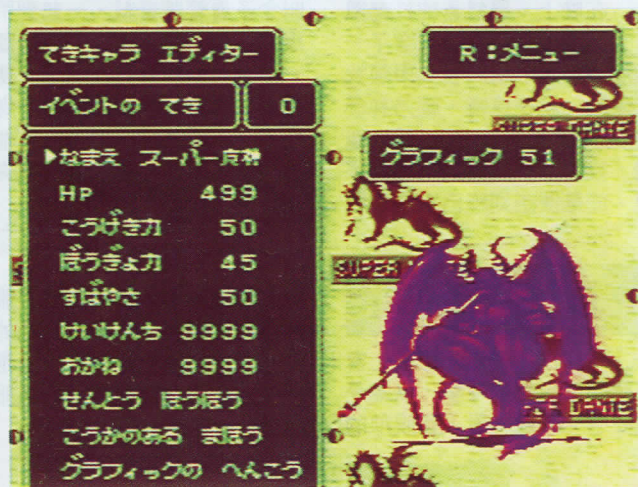 てきキャラ エディター
R：メニュー
イベントの てき
0
SUPER DANTE
▶なまえ スーパー
グラフィック 51
HP 499
こうげき力 50
ぼうぎょ力 45
SUPER
すばやさ 50
けいけんち 9999
おかね 9999
せんとう ほうほう
DANTE
こうかのある まほう
グラフィックの へんこう